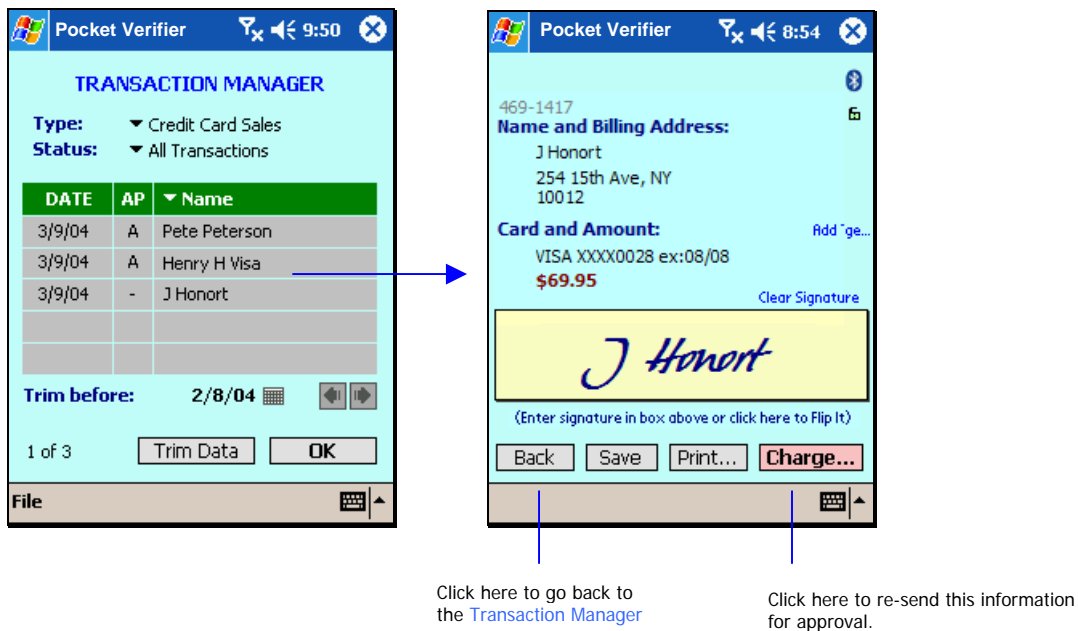 Pocket Verifier 9:50
TRANSACTION MANAGER
Type: Credit Card Sales
Status: All Transactions
DATE AP Name
3/9/04 A Pete Peterson
3/9/04 A Henry H Visa
3/9/04 - J Honort
Trim before: 2/8/04
1 of 3 Trim Data OK
File
Pocket Verifier 8:54
469-1417
Name and Billing Address:
J Honort
254 15th Ave, NY
10012
Card and Amount: Add
VISA XXXX0028 ex:08/08
$69.95
Clear Signature
J Honort
(Enter signature in box above or click here to Flip It)
Back Save Print... Charge...
Click here to go back to
the Transaction Manager
Click here to re-send this information
for approval.